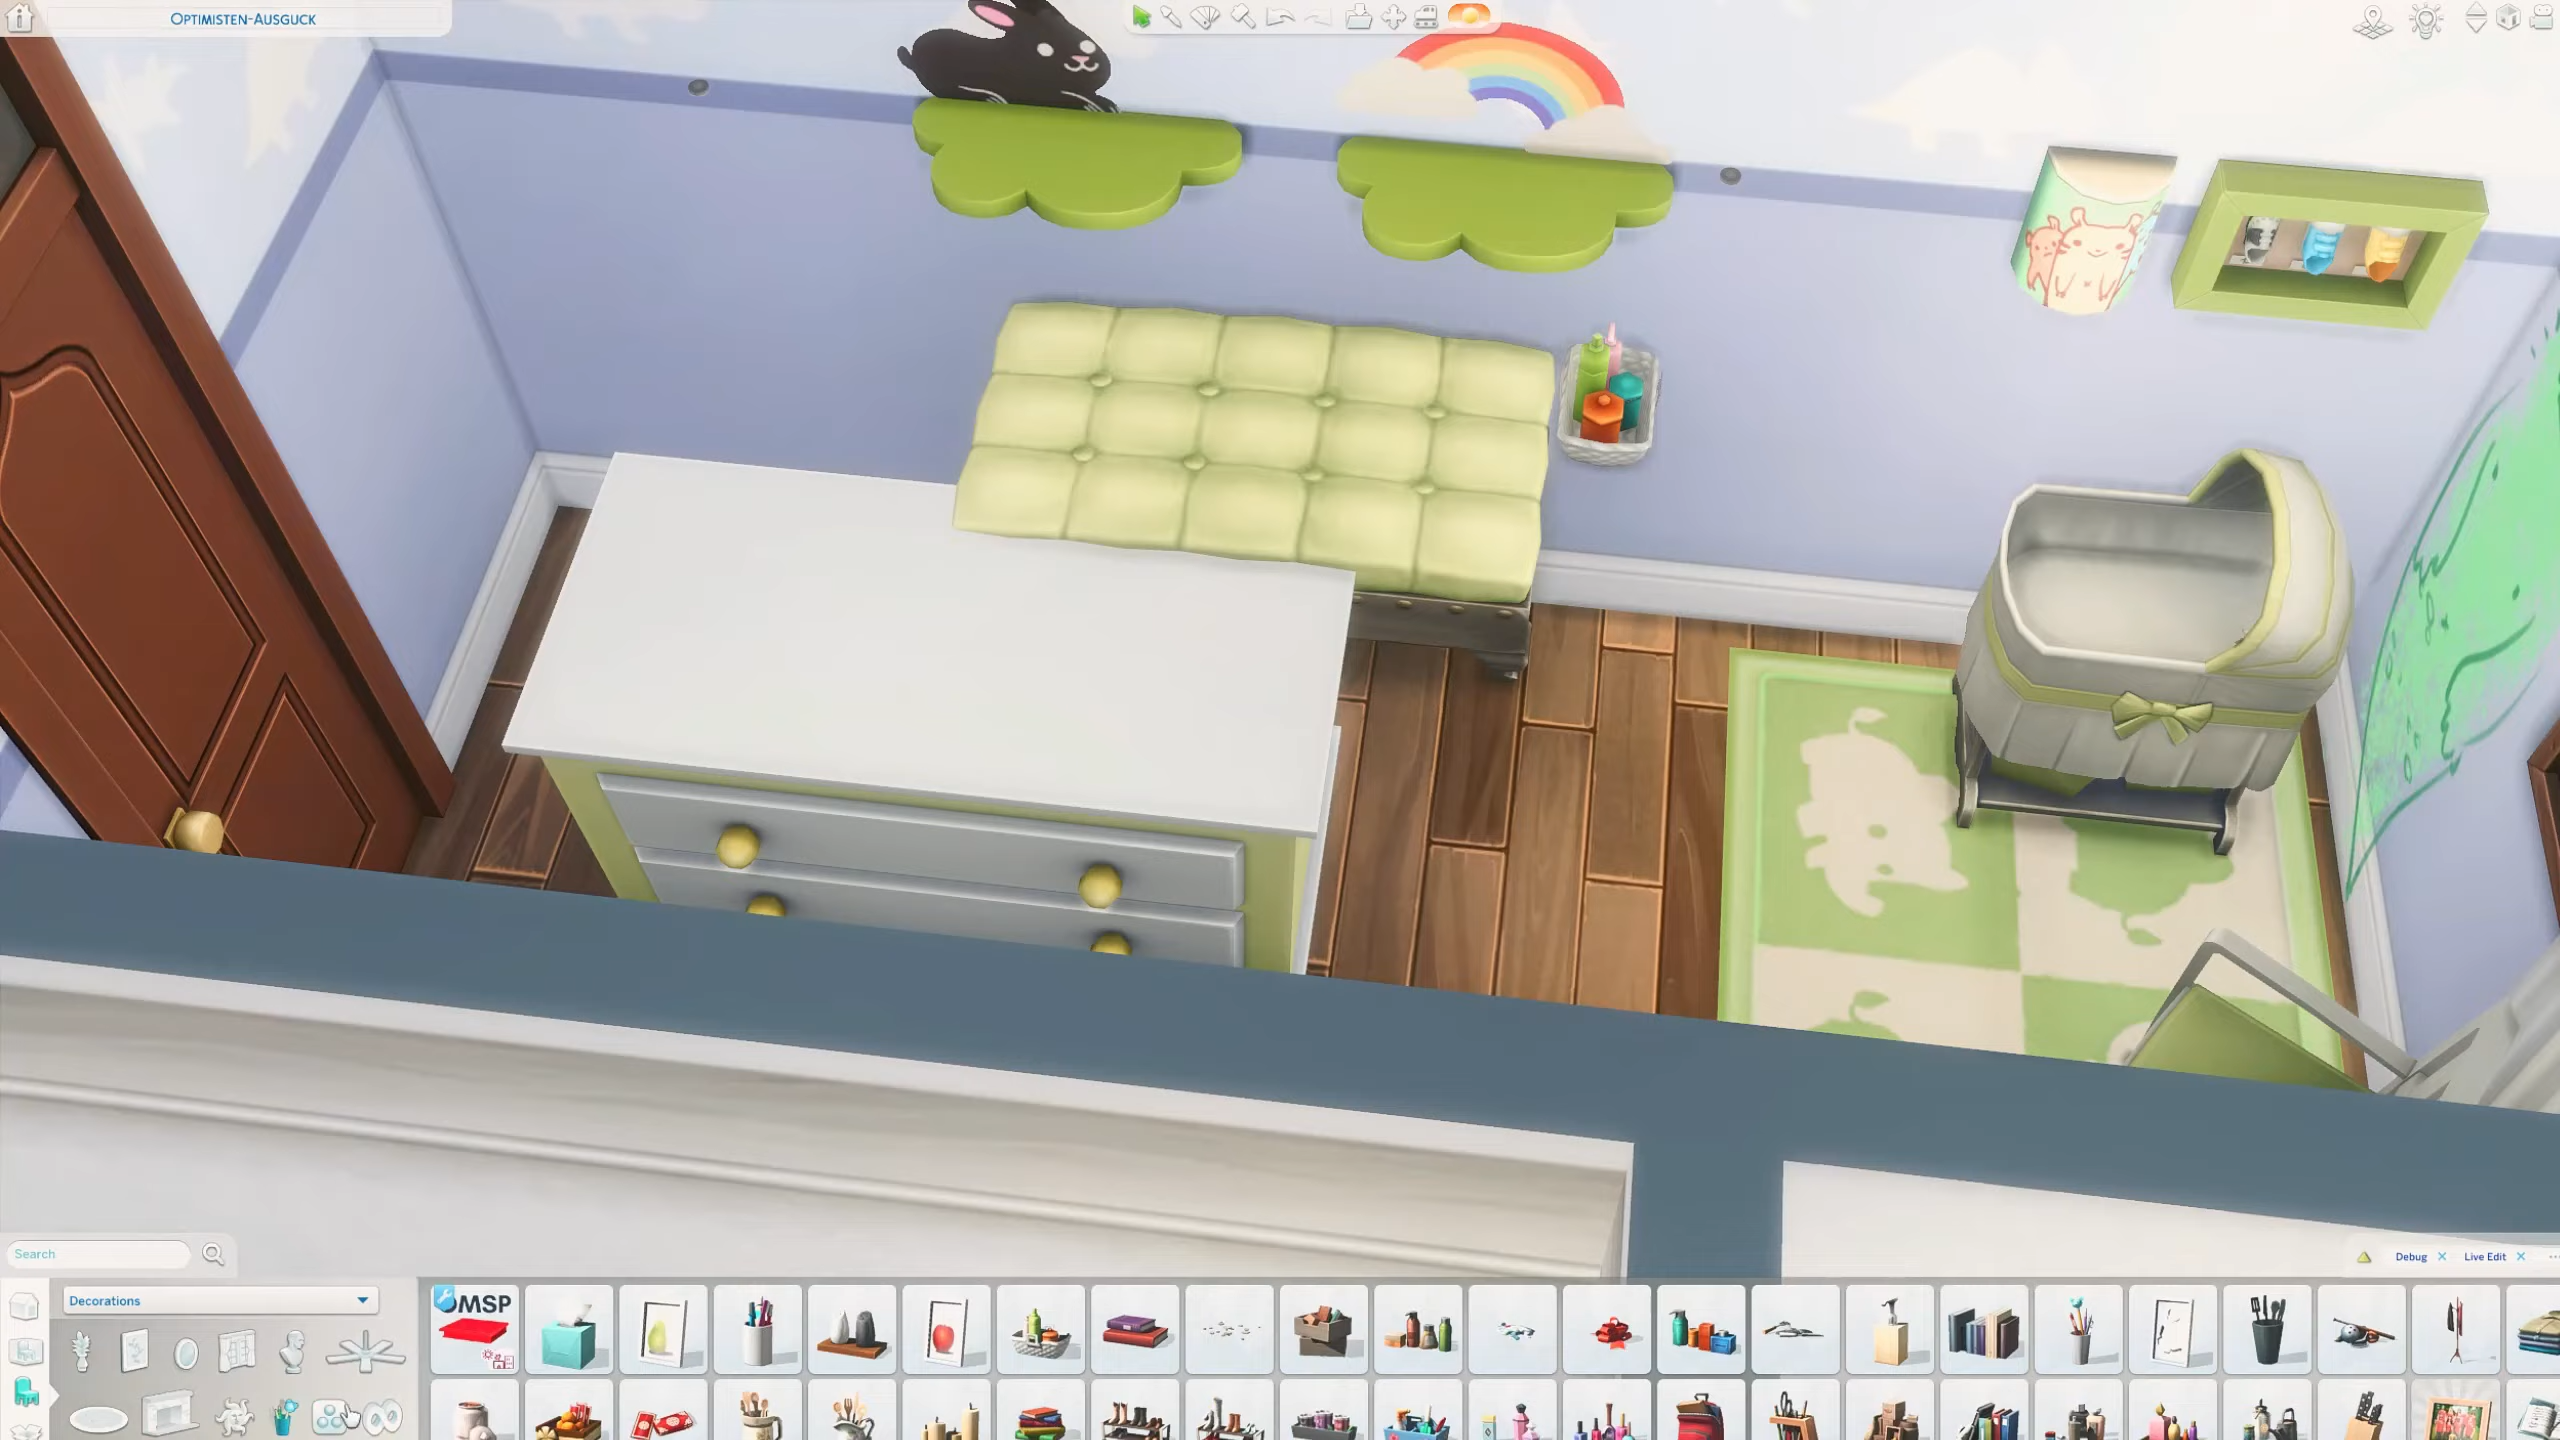 OPTIMISTEN-AUSGUCK
Search
Debug
Live Edit
Decorations
MSP